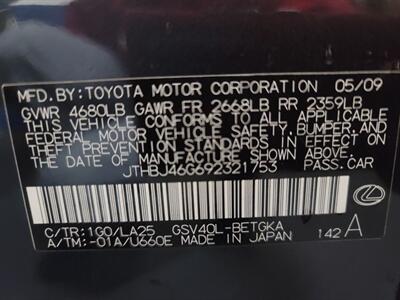 MFD.BY:TOYOTA MOTOR CORPORATION 05/09
GVWR 4680LB GAWR FR 2668LB RR 2359LB
THIS VEHICLE CONFORMS TO ALL APPLICABLE
FEDERAL MOTOR VEHICLE SAFETY, BUMPER, AND
THEFT PREVENTION STANDARDS IN EFFECT ON
THE DATE OF MANUFACTURE SHOWN ABOVE.
JTHBJ46G692321753 PASS.CAR
C/TR:1G0/LA25 GSV40L-BETGKA
A/TM:-01A/U660E MADE IN JAPAN 142 A